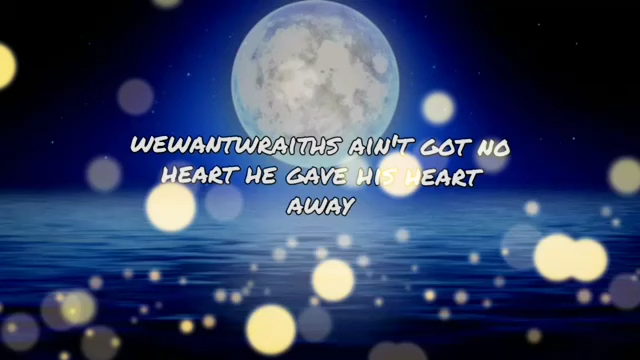 WEWANTWRAITHS AIN'T GOT NO
HEART HE GAVE HIS HEART
AWAY